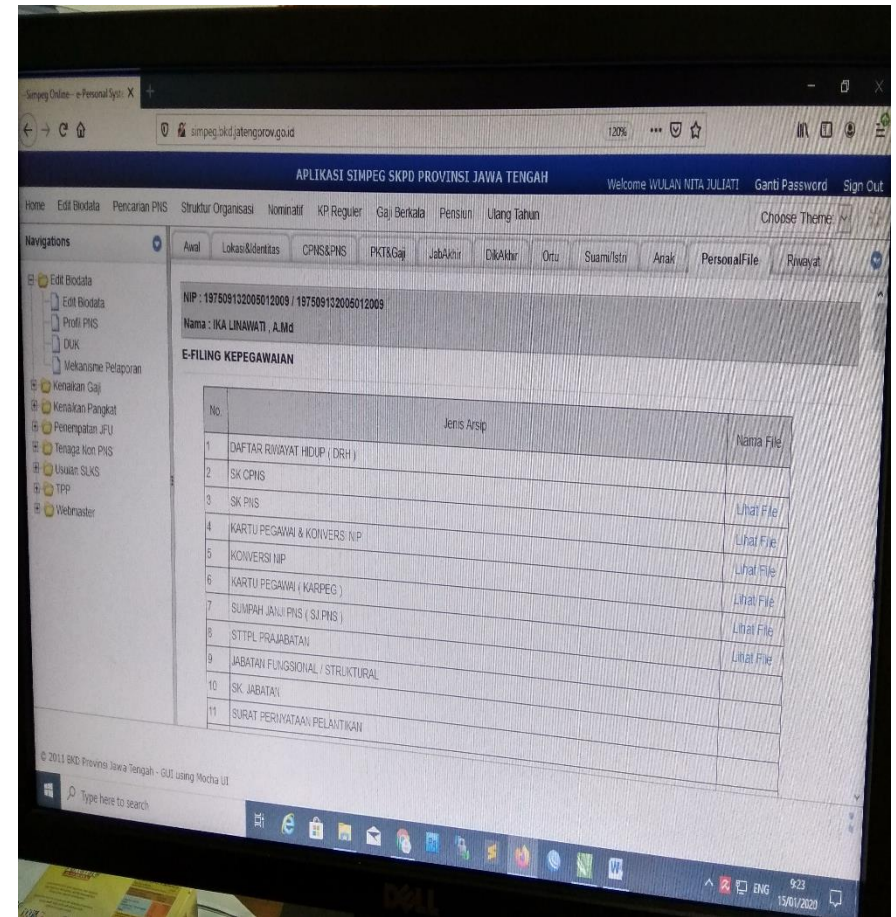 - Simpeg Online - e-Personal Syst
simpeg.bkd.jatengprov.go.id
120%
APLIKASI SIMPEG SKPD PROVINSI JAWA TENGAH
Welcome WULAN NITA JULIATI Ganti Password Sign Out
Home Edit Biodata Pencarian PNS Struktur Organisasi Nominatif KP Reguler Gaji Berkala Pensiun Ulang Tahun
Choose Theme:
Navigations
Edit Biodata
Edit Biodata
Profil PNS
DUK
Mekanisme Pelaporan
Kenaikan Gaji
Kenaikan Pangkat
Penempatan JFU
Tenaga Non PNS
Usulan SLKS
TPP
Webmaster
Awal Lokasi&Identitas CPNS&PNS PKT&Gaji JabAkhir DikAkhir Ortu Suami/Istri Anak PersonalFile Riwayat
NIP : 197509132005012009 / 197509132005012009
Nama : IKA LINAWATI , A.Md
E-FILING KEPEGAWAIAN
No. Jenis Arsip Nama File
1 DAFTAR RIWAYAT HIDUP ( DRH )
2 SK CPNS Lihat File
3 SK PNS Lihat File
4 KARTU PEGAWAI & KONVERSI NIP Lihat File
5 KONVERSI NIP Lihat File
6 KARTU PEGAWAI ( KARPEG ) Lihat File
7 SUMPAH JANJI PNS ( SJ PNS ) Lihat File
8 STTPL PRAJABATAN
9 JABATAN FUNGSIONAL / STRUKTURAL
10 SK. JABATAN
11 SURAT PERNYATAAN PELANTIKAN
© 2011 BKD Provinsi Jawa Tengah - GUI using Mocha UI
Type here to search
ENG
9:23
15/01/2020
DELL